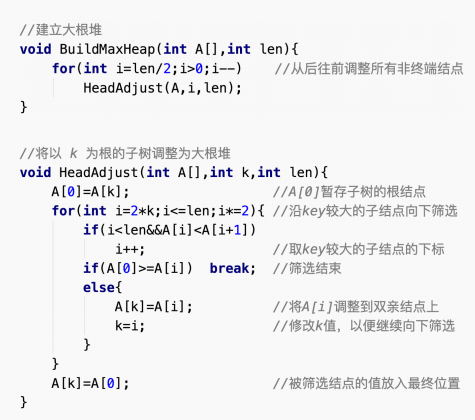 //建立大根堆
void BuildMaxHeap(int A[],int len){
    for(int i=len/2;i>0;i--)    //从后往前调整所有非终端结点
        HeadAdjust(A,i,len);
}

//将以 k 为根的子树调整为大根堆
void HeadAdjust(int A[],int k,int len){
    A[0]=A[k];                  //A[0]暂存子树的根结点
    for(int i=2*k;i<=len;i*=2){ //沿key较大的子结点向下筛选
        if(i<len&&A[i]<A[i+1])
            i++;                //取key较大的子结点的下标
        if(A[0]>=A[i])  break;  //筛选结束
        else{
            A[k]=A[i];          //将A[i]调整到双亲结点上
            k=i;                //修改k值，以便继续向下筛选
        }
    }
    A[k]=A[0];                  //被筛选结点的值放入最终位置
}